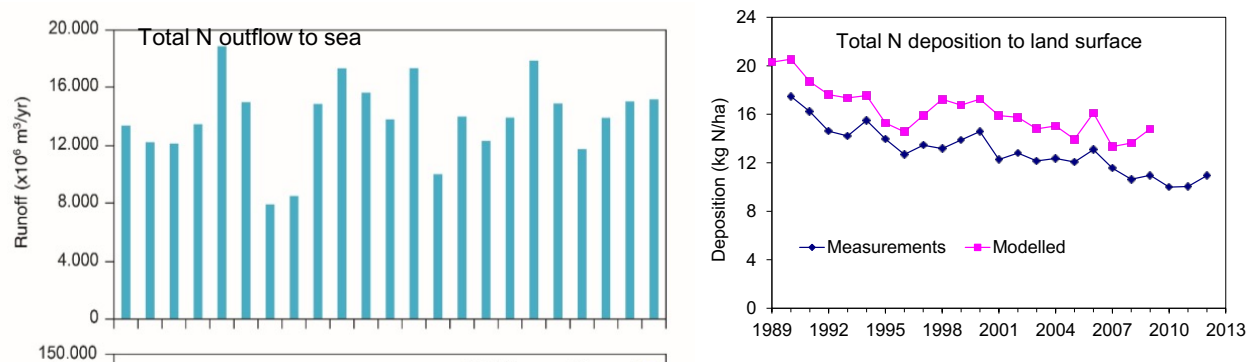 Total N outflow to sea
Runoff (x10⁶ m³/yr)
20.000
16.000
12.000
8.000
4.000
0
150.000
Total N deposition to land surface
Deposition (kg N/ha)
24
20
16
12
8
4
0
Measurements Modelled
1989 1992 1995 1998 2001 2004 2007 2010 2013